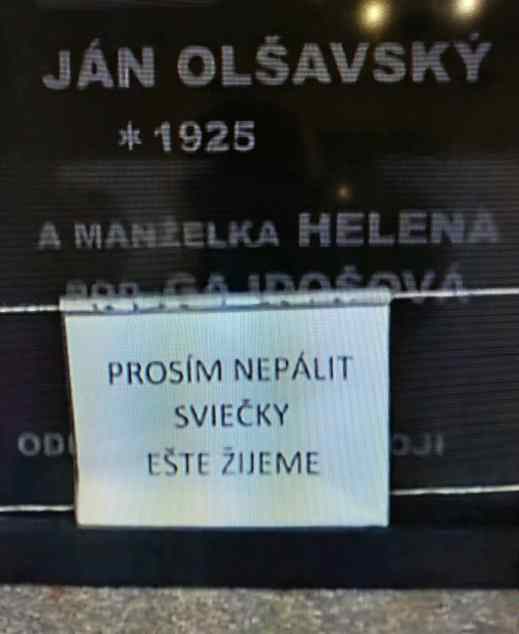 JÁN OLŠAVSKÝ
* 1925
A MANŽELKA HELENA
PROSÍM NEPÁLIT
SVIEČKY
EŠTE ŽIJEME